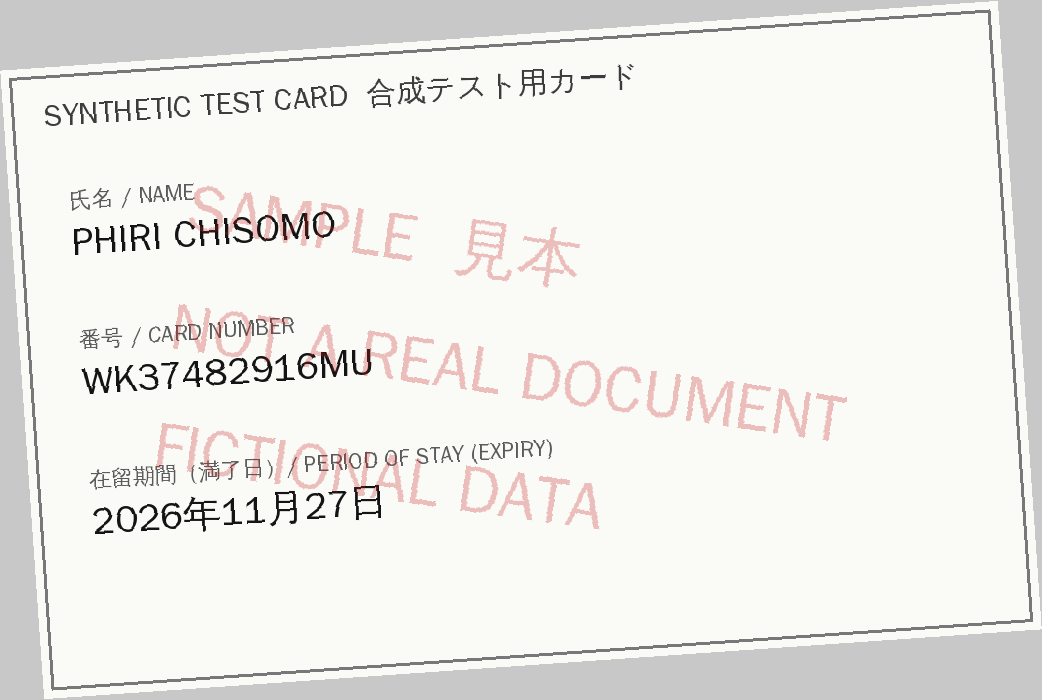 SYNTHETIC TEST CARD 合成テスト用カード
氏名 / NAME
PHIRI CHISOMO
SAMPLE 見本
番号 / CARD NUMBER
WK37482916MU
NOT A REAL DOCUMENT
在留期間（満了日）/ PERIOD OF STAY (EXPIRY)
2026年11月27日
FICTIONAL DATA